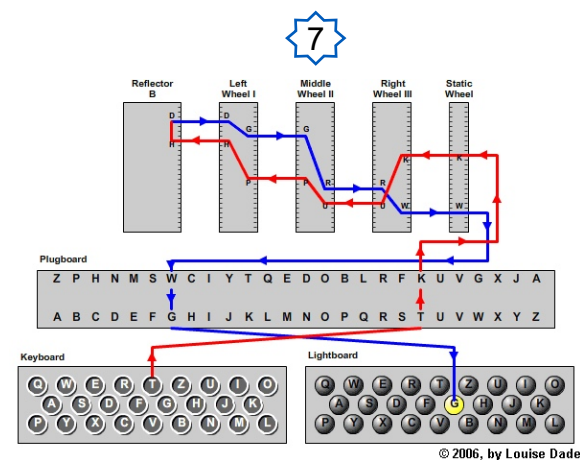 7
Reflector B
Left Wheel I
Middle Wheel II
Right Wheel III
Static Wheel
D D G G R R W
H H P P U U K K
Plugboard
Z P H N M S W C I Y T Q E D O B L R F K U V G X J A
A B C D E F G H I J K L M N O P Q R S T U V W X Y Z
Keyboard
Q W E R T Z U I O
A S D F G H J K
P Y X C V B N M L
Lightboard
Q W E R T Z U I O
A S D F G H J K
P Y X C V B N M L
© 2006, by Louise Dade